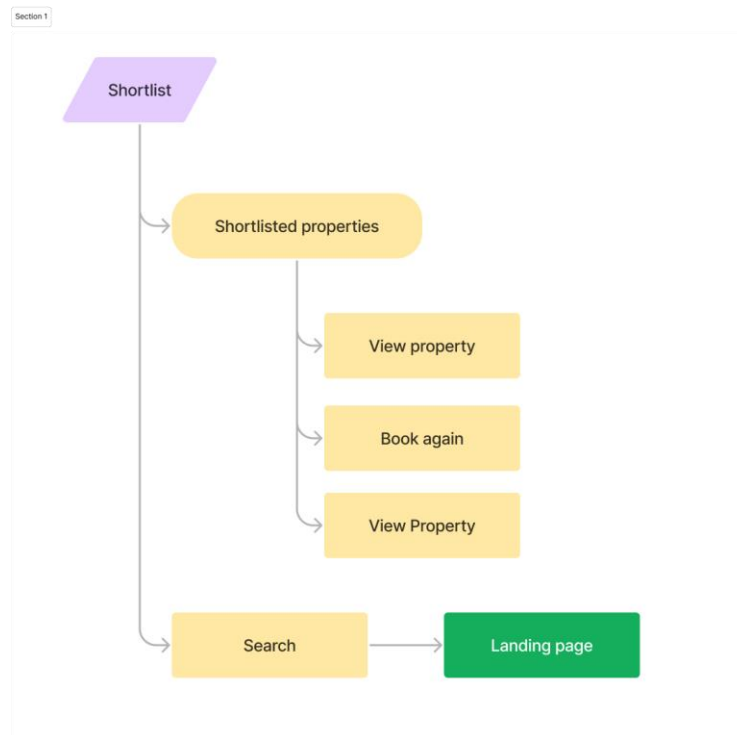 Section 1
Shortlist
Shortlisted properties
View property
Book again
View Property
Search
Landing page